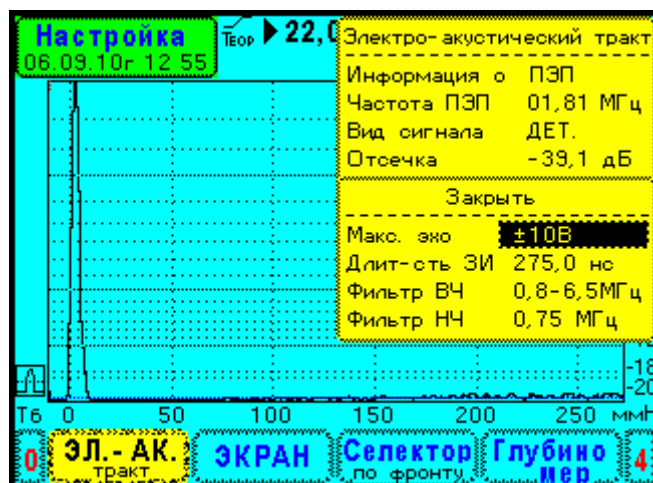 Настройка
06.09.10г 12 55
Tеор ▶ 22,0
Электро-акустический тракт
Информация о ПЭП
Частота ПЭП 01,81 МГц
Вид сигнала ДЕТ.
Отсечка -39,1 дБ
Закрыть
Макс. эхо ±10В
Длит-сть ЗИ 275,0 нс
Фильтр ВЧ 0,8-6,5МГц
Фильтр НЧ 0,75 МГц
-18
-20
Т6 0 50 100 150 200 250 мм
0 ЭЛ.- АК. ЭКРАН Селектор Глубино 4
тракт по фронту мер